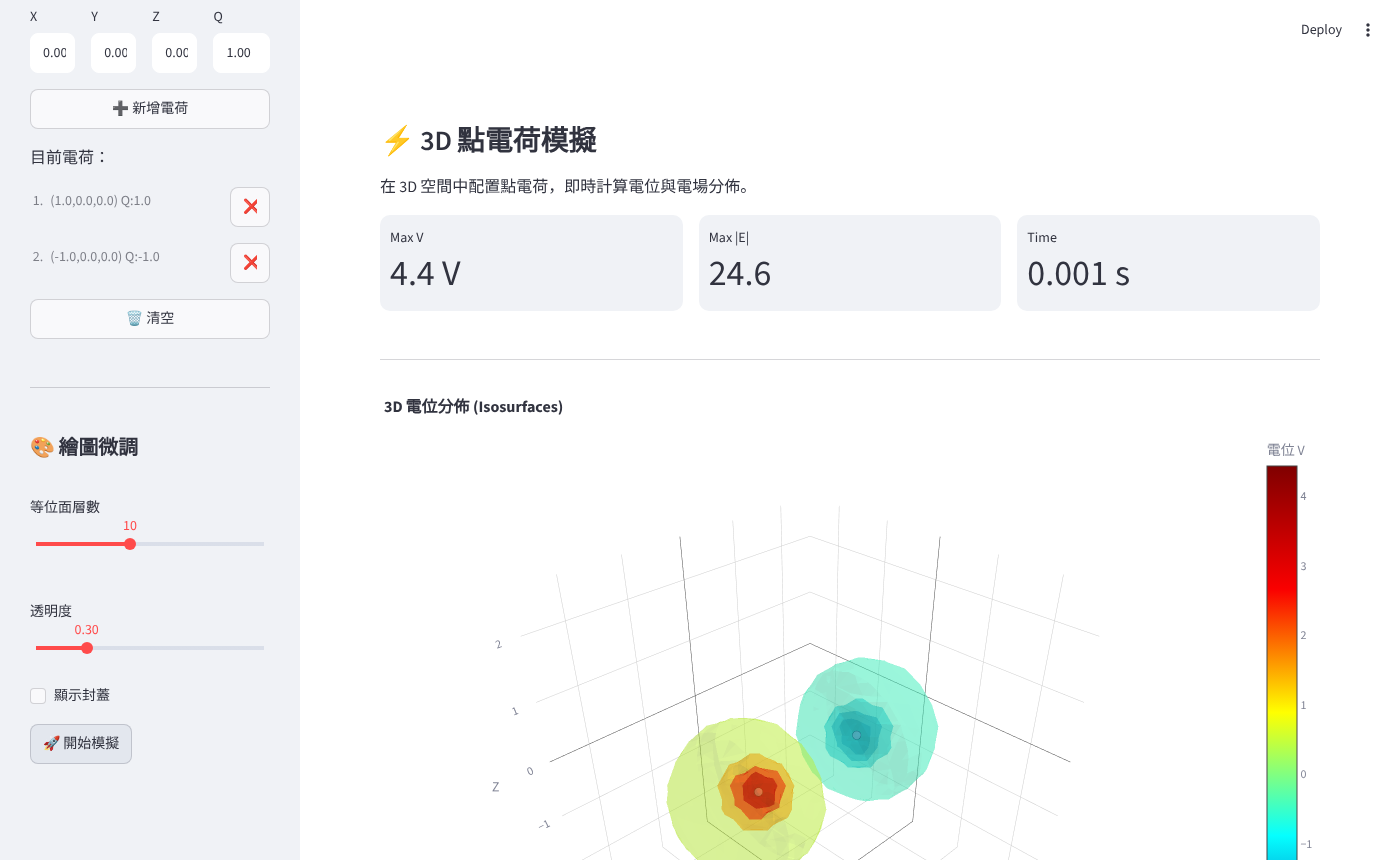 X Y Z Q
0.00 0.00 0.00 1.00
➕ 新增電荷
目前電荷：
1. (1.0,0.0,0.0) Q:1.0
❌
2. (-1.0,0.0,0.0) Q:-1.0
❌
🗑️ 清空
🎨 繪圖微調
等位面層數
10
透明度
0.30
顯示封蓋
🚀 開始模擬
Deploy
⚡ 3D 點電荷模擬
在 3D 空間中配置點電荷，即時計算電位與電場分佈。
Max V
4.4 V
Max |E|
24.6
Time
0.001 s
3D 電位分佈 (Isosurfaces)
電位 V
4
3
2
1
0
−1
2
1
0
Z
−1